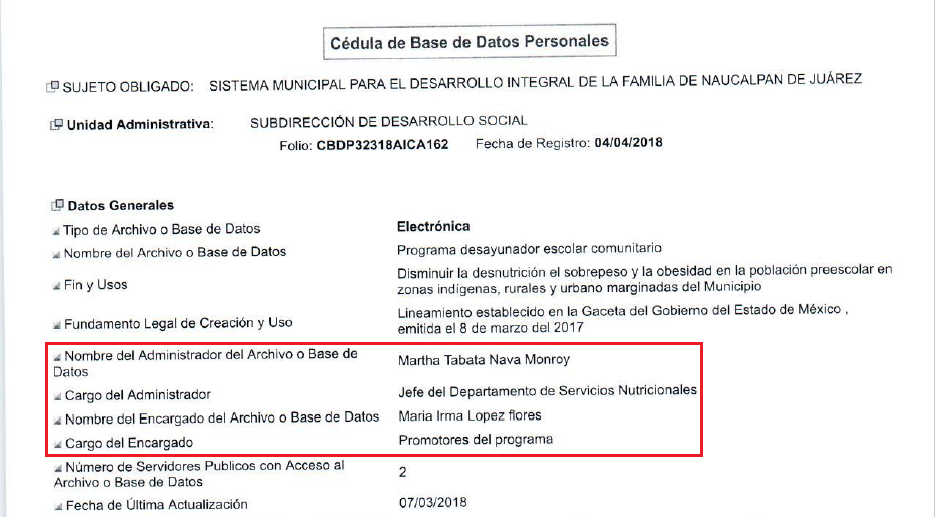 Cédula de Base de Datos Personales
SUJETO OBLIGADO: SISTEMA MUNICIPAL PARA EL DESARROLLO INTEGRAL DE LA FAMILIA DE NAUCALPAN DE JUÁREZ
Unidad Administrativa: SUBDIRECCIÓN DE DESARROLLO SOCIAL
Folio: CBDP32318AICA162 Fecha de Registro: 04/04/2018
Datos Generales
Tipo de Archivo o Base de Datos Electrónica
Nombre del Archivo o Base de Datos Programa desayunador escolar comunitario
Fin y Usos Disminuir la desnutrición el sobrepeso y la obesidad en la población preescolar en
zonas indígenas, rurales y urbano marginadas del Municipio
Fundamento Legal de Creación y Uso Lineamiento establecido en la Gaceta del Gobierno del Estado de México ,
emitida el 8 de marzo del 2017
Nombre del Administrador del Archivo o Base de
Datos Martha Tabata Nava Monroy
Cargo del Administrador Jefe del Departamento de Servicios Nutricionales
Nombre del Encargado del Archivo o Base de Datos Maria Irma Lopez flores
Cargo del Encargado Promotores del programa
Número de Servidores Publicos con Acceso al
Archivo o Base de Datos 2
Fecha de Última Actualización 07/03/2018